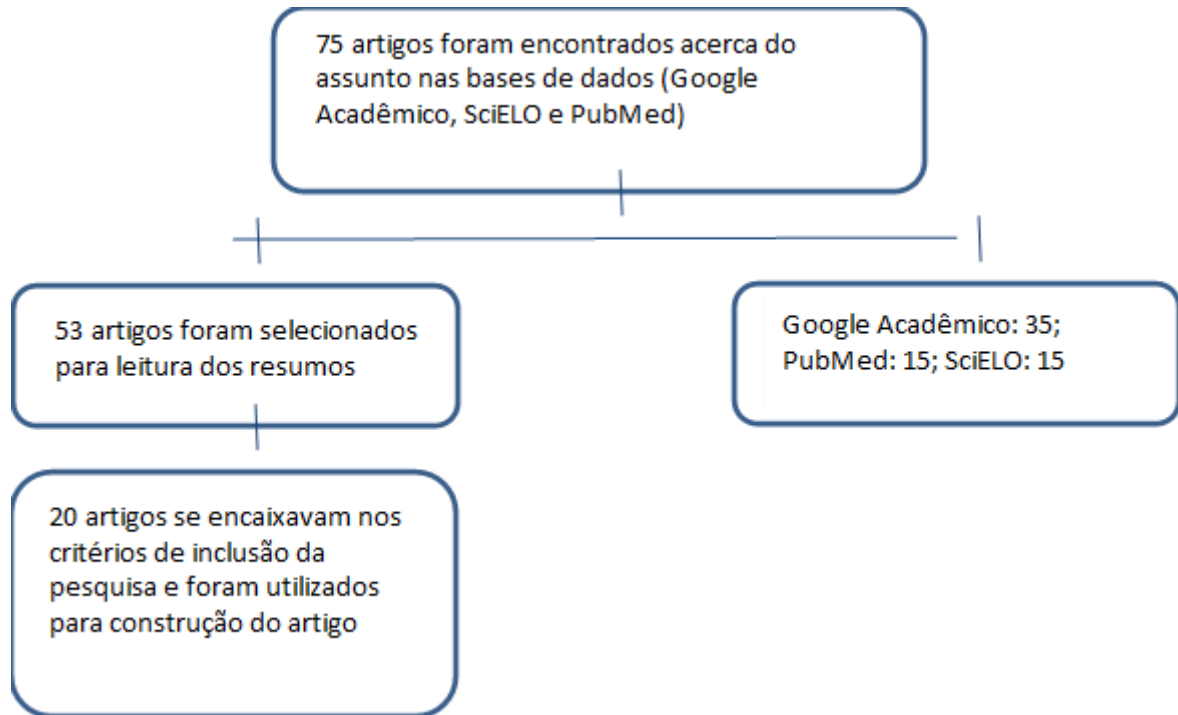 75 artigos foram encontrados acerca do
assunto nas bases de dados (Google
Acadêmico, SciELO e PubMed)
53 artigos foram selecionados
para leitura dos resumos
Google Acadêmico: 35;
PubMed: 15; SciELO: 15
20 artigos se encaixavam nos
critérios de inclusão da
pesquisa e foram utilizados
para construção do artigo